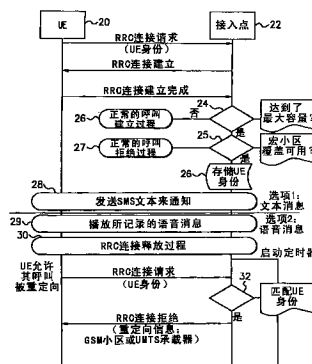 UE
20
接入点
22
RRC连接请求
(UE身份)
RRC连接建立
RRC连接建立完成
24
达到了
最大容量?
26
正常的呼叫
建立过程
否
是
25
27
正常的呼叫
拒绝过程
宏小区
覆盖可用?
是
26
存储UE
身份
28
发送SMS文本来通知
选项1:
文本消息
29
播放所记录的语音消息
选项2:
语音消息
30
RRC连接释放过程
启动定时器
UE允许
其呼叫
被重定向
RRC连接请求
(UE身份)
32
匹配UE
身份
是
RRC连接拒绝
(重定向信息:
GSM小区或UMTS承载器)